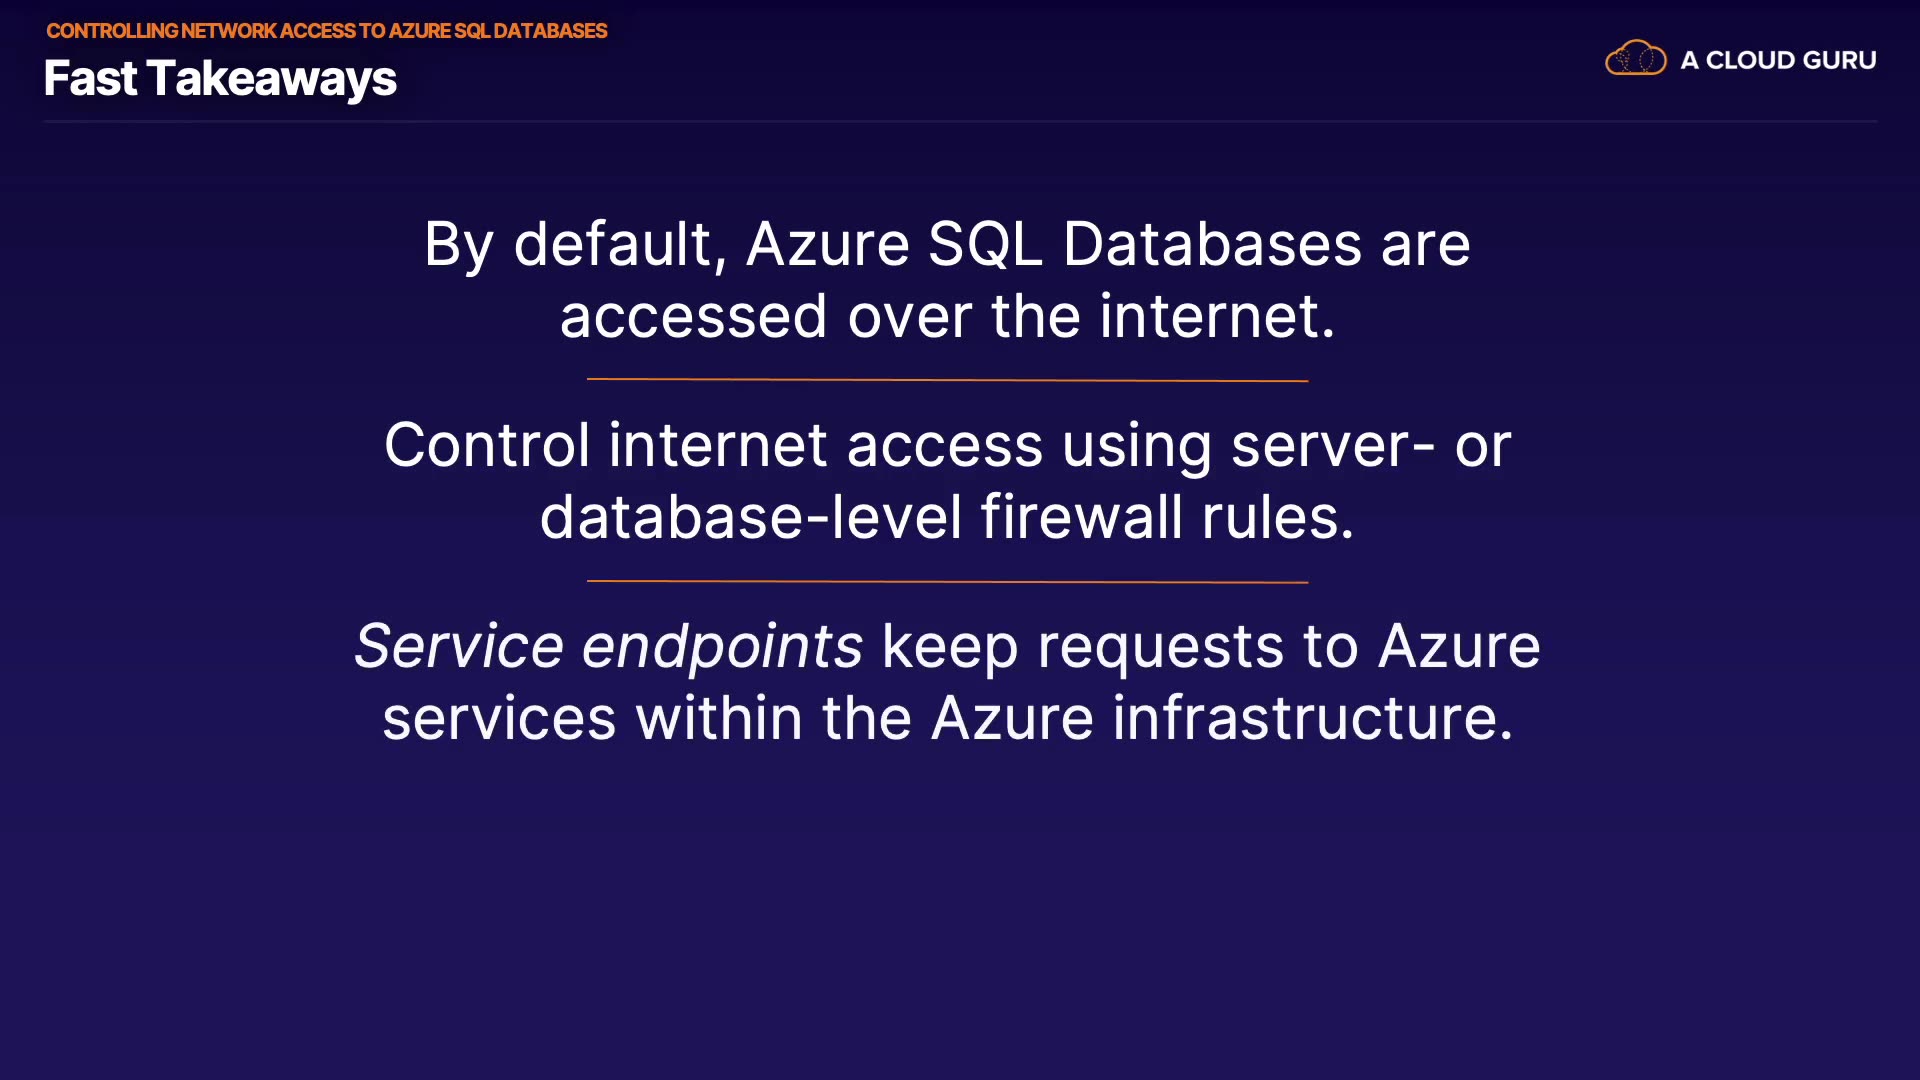 CONTROLLING NETWORK ACCESS TO AZURE SQL DATABASES
Fast Takeaways
A CLOUD GURU
By default, Azure SQL Databases are
accessed over the internet.
Control internet access using server- or
database-level firewall rules.
Service endpoints keep requests to Azure
services within the Azure infrastructure.